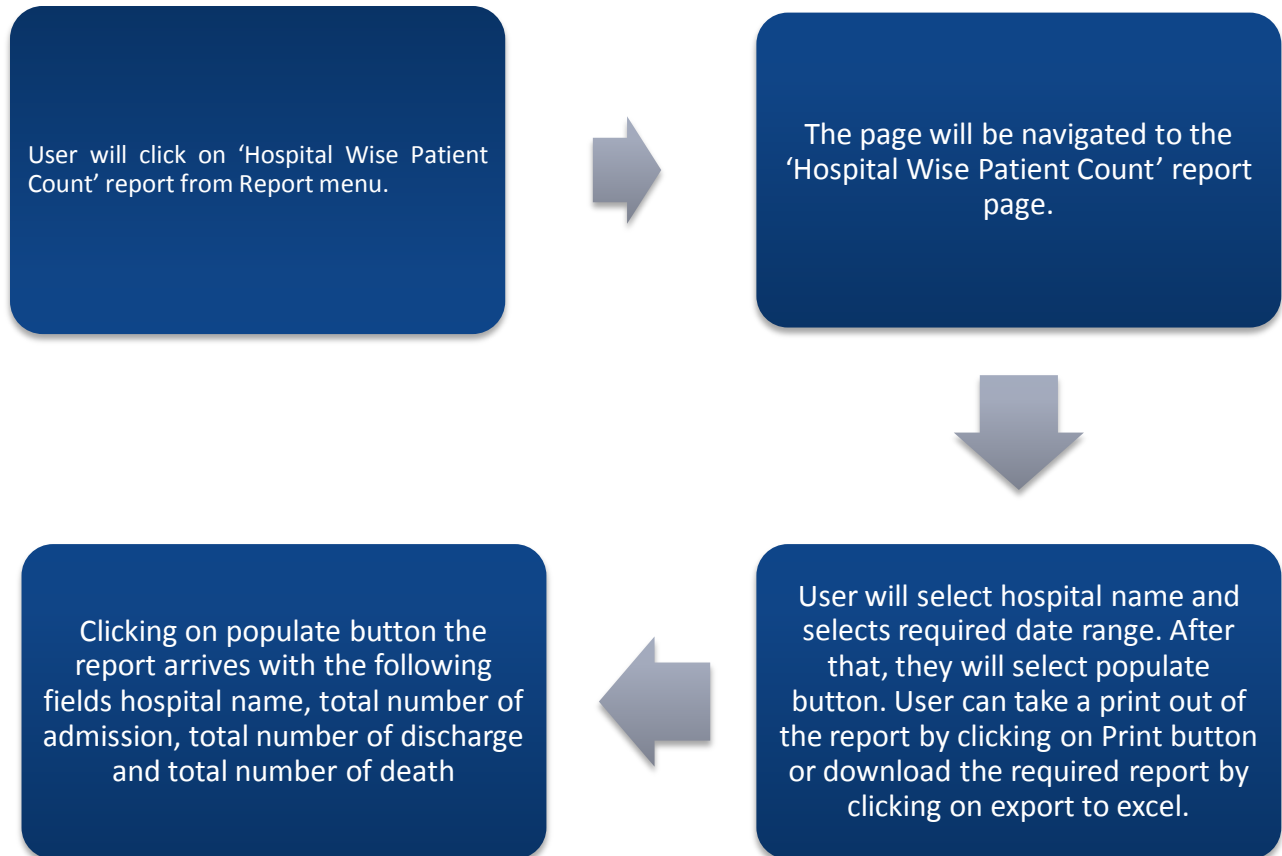 User will click on ‘Hospital Wise Patient
Count’ report from Report menu.
The page will be navigated to the
‘Hospital Wise Patient Count’ report
page.
User will select hospital name and
selects required date range. After
that, they will select populate
button. User can take a print out of
the report by clicking on Print button
or download the required report by
clicking on export to excel.
Clicking on populate button the
report arrives with the following
fields hospital name, total number of
admission, total number of discharge
and total number of death